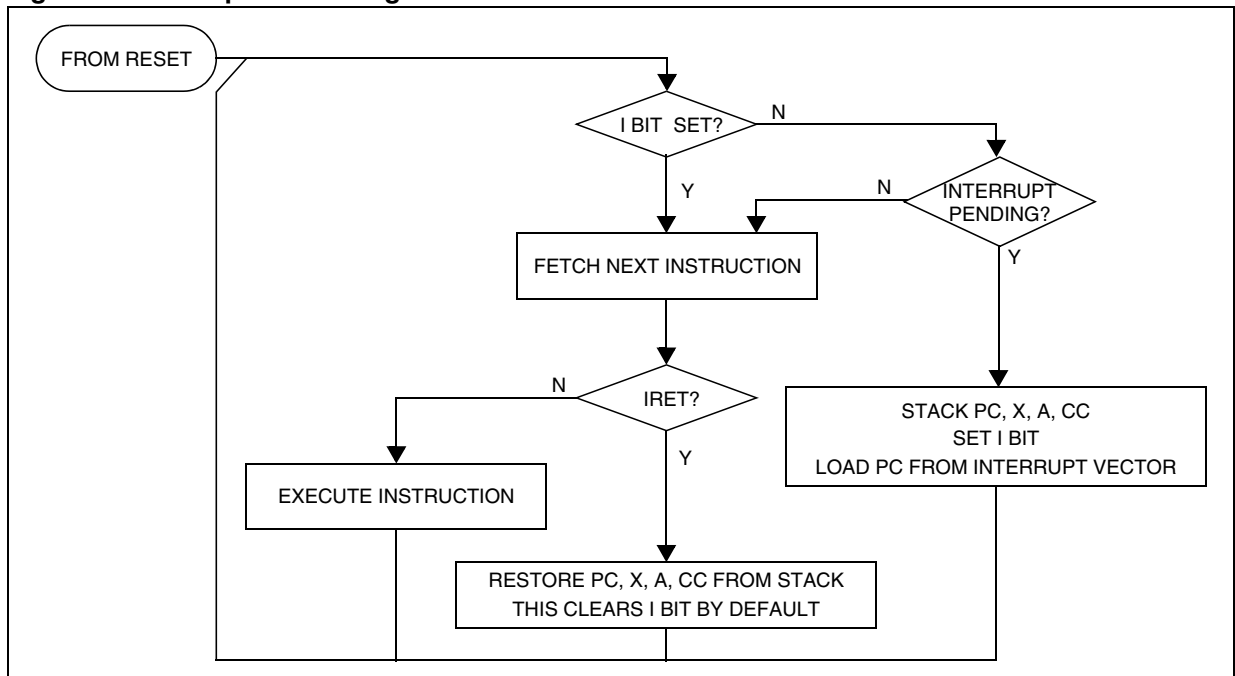 FROM RESET
I BIT SET?
N
Y
N
INTERRUPT
PENDING?
Y
FETCH NEXT INSTRUCTION
N
IRET?
Y
STACK PC, X, A, CC
SET I BIT
LOAD PC FROM INTERRUPT VECTOR
EXECUTE INSTRUCTION
RESTORE PC, X, A, CC FROM STACK
THIS CLEARS I BIT BY DEFAULT